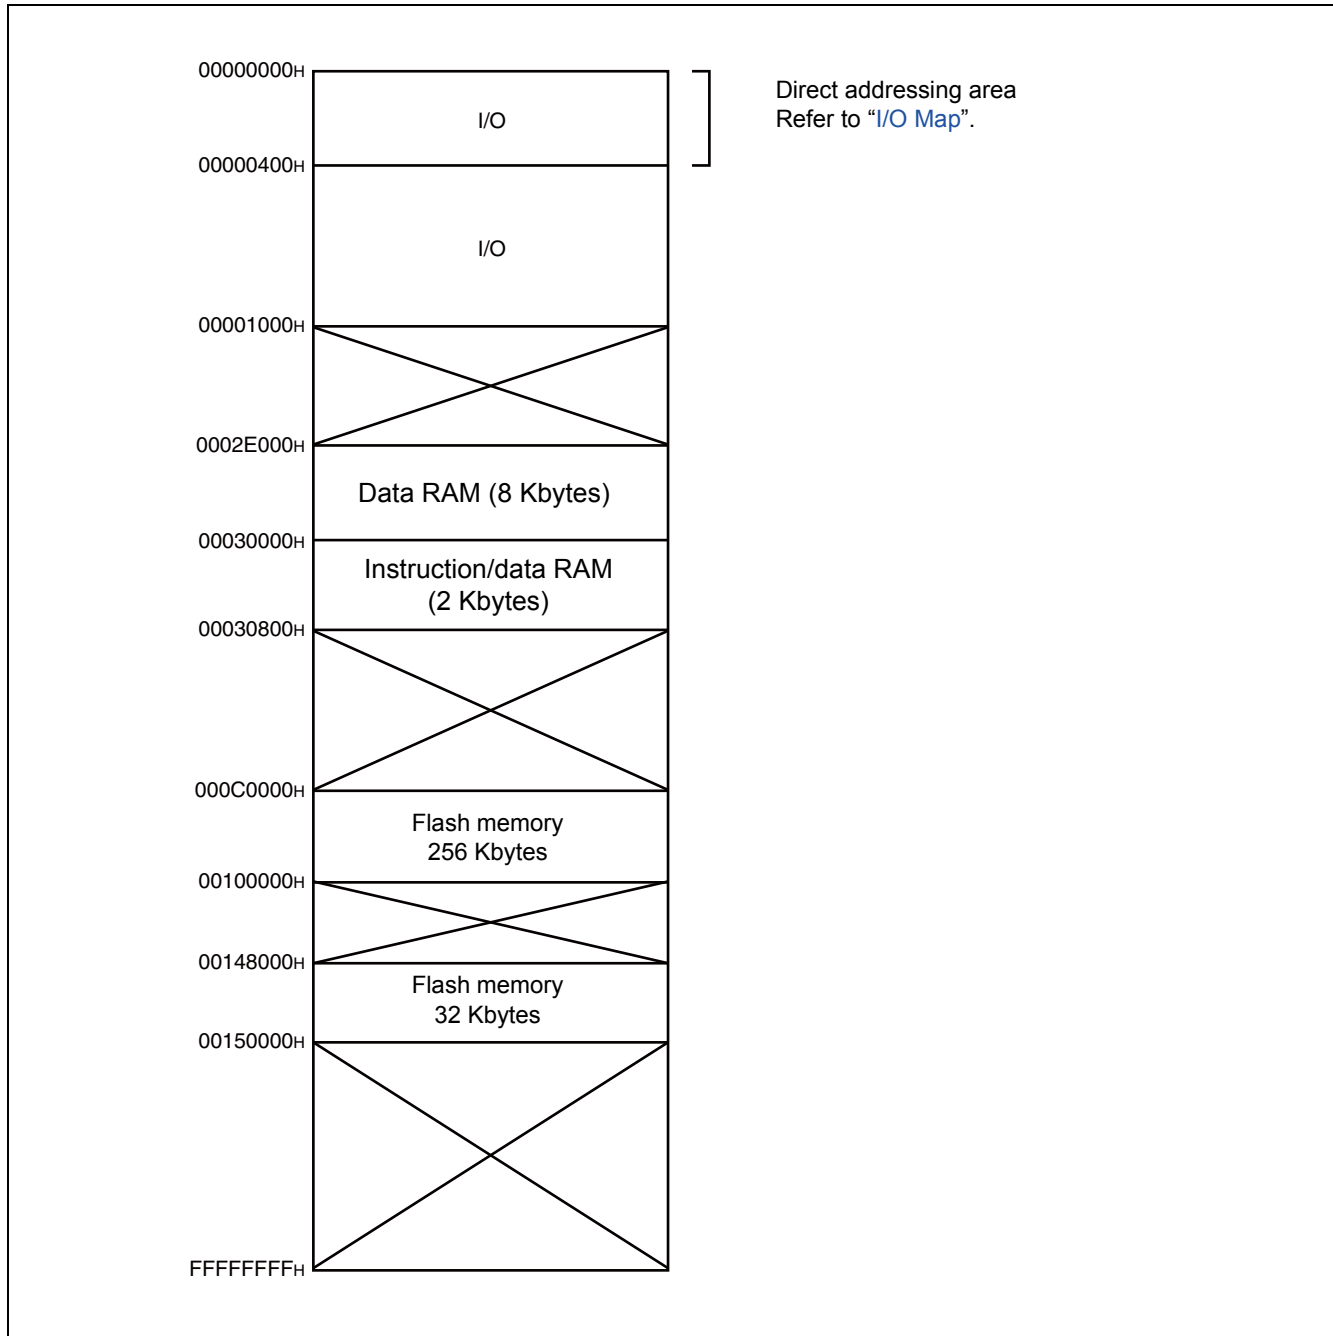 00000000H
Direct addressing area
Refer to “I/O Map”.
I/O
00000400H
I/O
00001000H
0002E000H
Data RAM (8 Kbytes)
00030000H
Instruction/data RAM
(2 Kbytes)
00030800H
000C0000H
Flash memory
256 Kbytes
00100000H
00148000H
Flash memory
32 Kbytes
00150000H
FFFFFFFFH